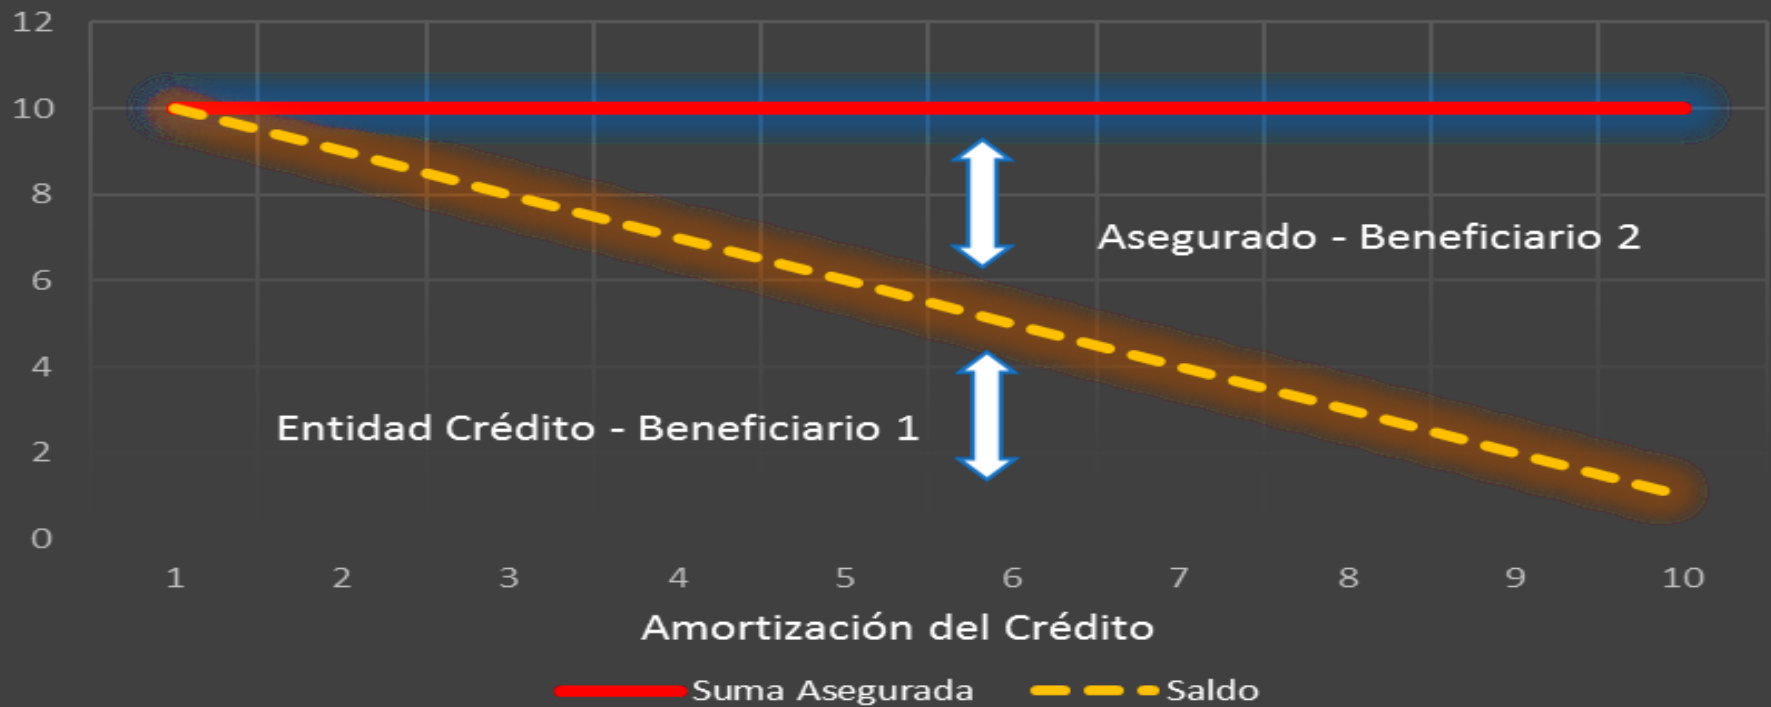 12
10
8
6
4
2
0
Asegurado - Beneficiario 2
Entidad Crédito - Beneficiario 1
1 2 3 4 5 6 7 8 9 10
Amortización del Crédito
Suma Asegurada Saldo